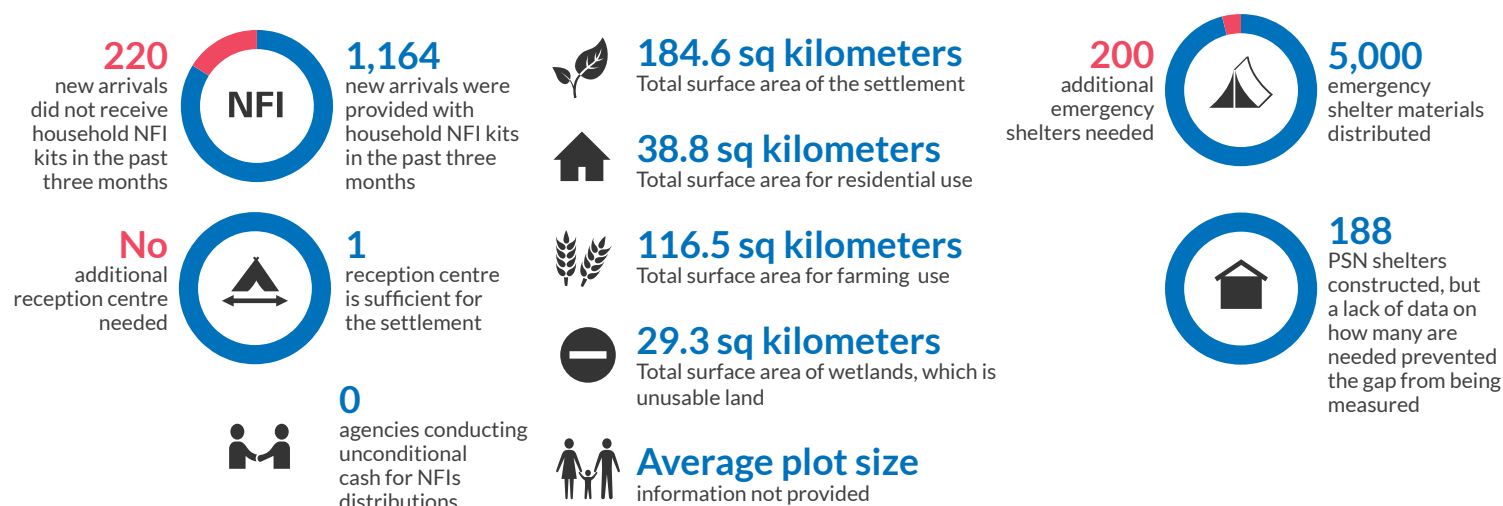 220
new arrivals
did not receive
household NFI
kits in the past
three months
NFI
1,164
new arrivals were
provided with
household NFI kits
in the past three
months
No
additional
reception centre
needed
1
reception centre
is sufficient for
the settlement
0
agencies conducting
unconditional
cash for NFIs
distributions
184.6 sq kilometers
Total surface area of the settlement
38.8 sq kilometers
Total surface area for residential use
116.5 sq kilometers
Total surface area for farming use
29.3 sq kilometers
Total surface area of wetlands, which is
unusable land
Average plot size
information not provided
200
additional
emergency
shelters needed
5,000
emergency
shelter materials
distributed
188
PSN shelters
constructed, but
a lack of data on
how many are
needed prevented
the gap from being
measured